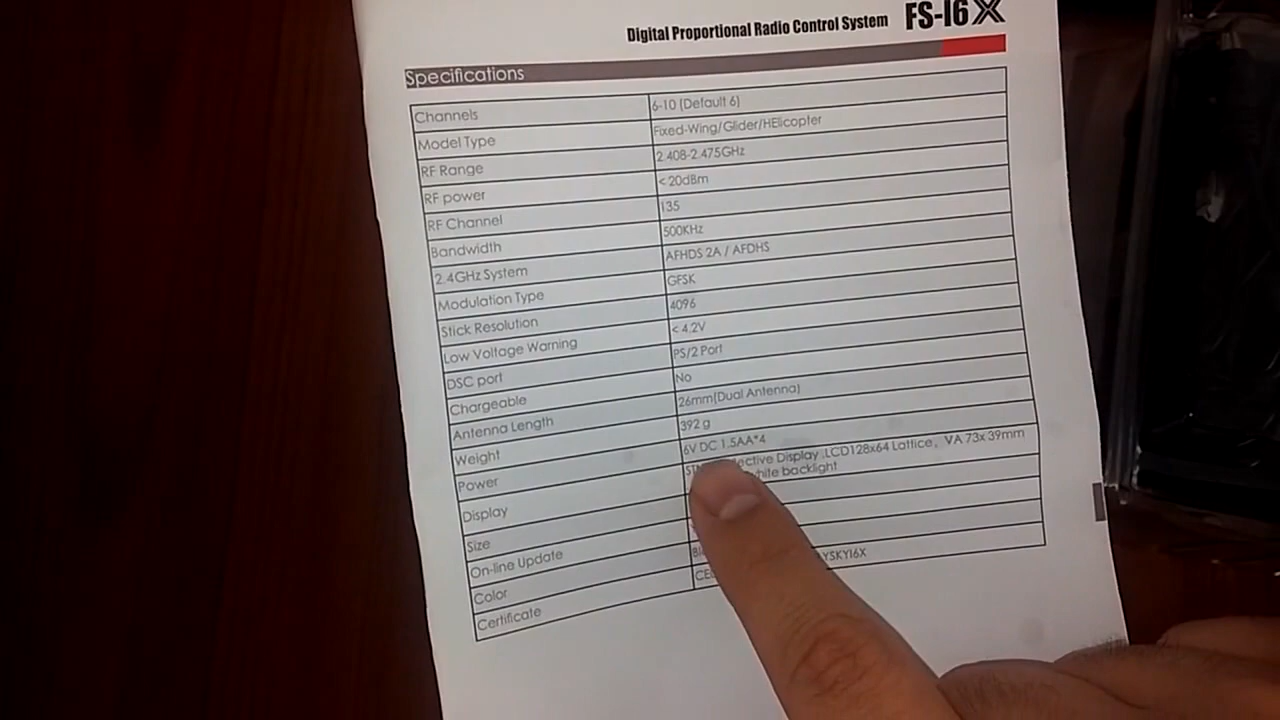 Digital Proportional Radio Control System FS-I6X
Specifications
Channels 6-10 (Default 6)
Model Type Fixed-Wing/Glider/HElicopter
RF Range 2.408-2.475GHz
RF power <20dBm
RF Channel 135
Bandwidth 500KHz
2.4GHz System AFHDS 2A / AFDHS
Modulation Type GFSK
Stick Resolution 4096
Low Voltage Warning <4.2V
DSC port PS/2 Port
Chargeable No
Antenna Length 26mm(Dual Antenna)
Weight 392 g
Power 6V DC 1.5AA*4
Display Display ,LCD128x64 Lattice, VA 73x 39mm
backlight
Size
On-line Update
Color
Certificate